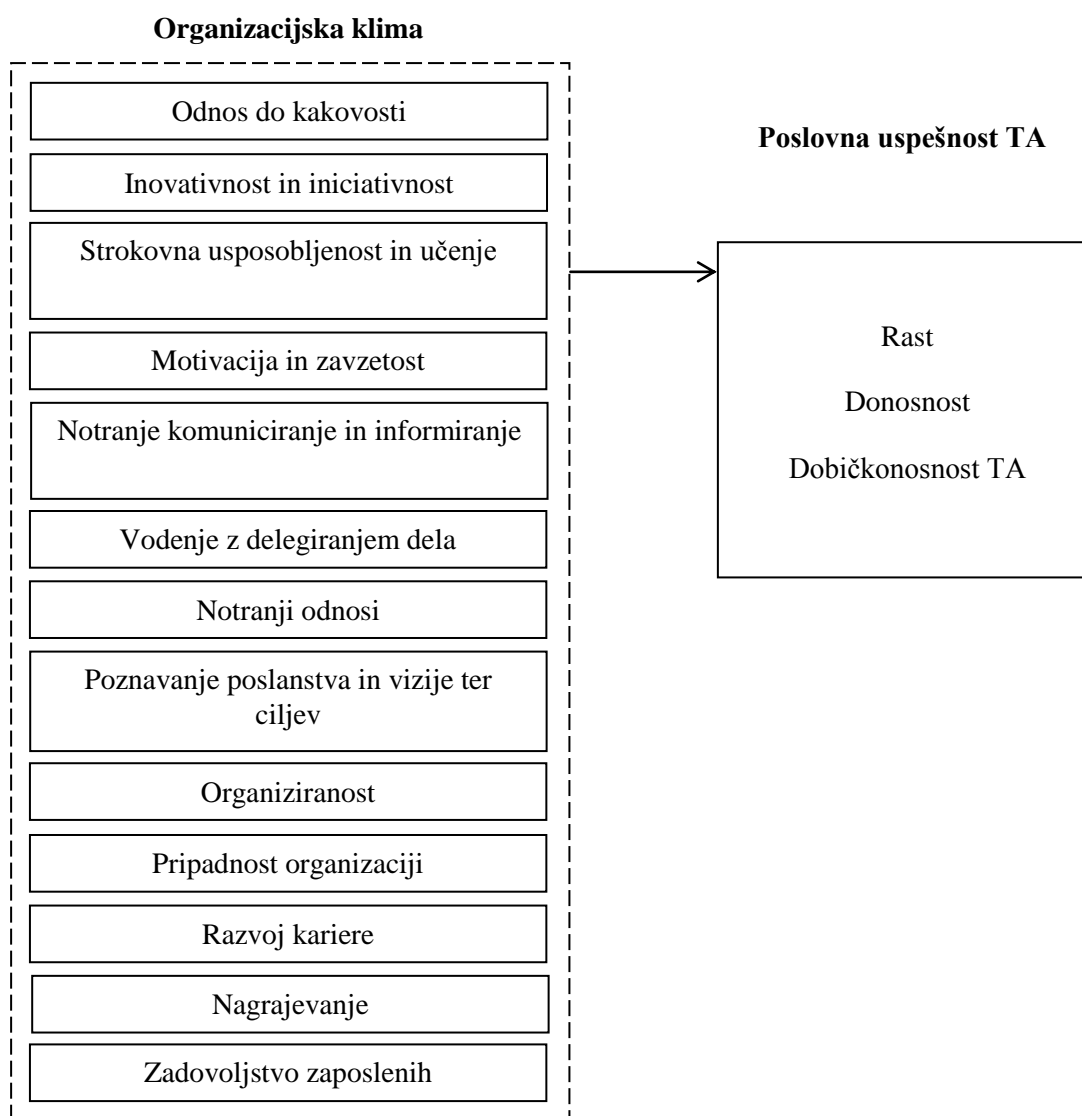 Organizacijska klima
Odnos do kakovosti
Inovativnost in iniciativnost
Strokovna usposobljenost in učenje
Motivacija in zavzetost
Notranje komuniciranje in informiranje
Vodenje z delegiranjem dela
Notranji odnosi
Poznavanje poslanstva in vizije ter
ciljev
Organiziranost
Pripadnost organizaciji
Razvoj kariere
Nagrajevanje
Zadovoljstvo zaposlenih
Poslovna uspešnost TA
Rast
Donosnost
Dobičkonosnost TA